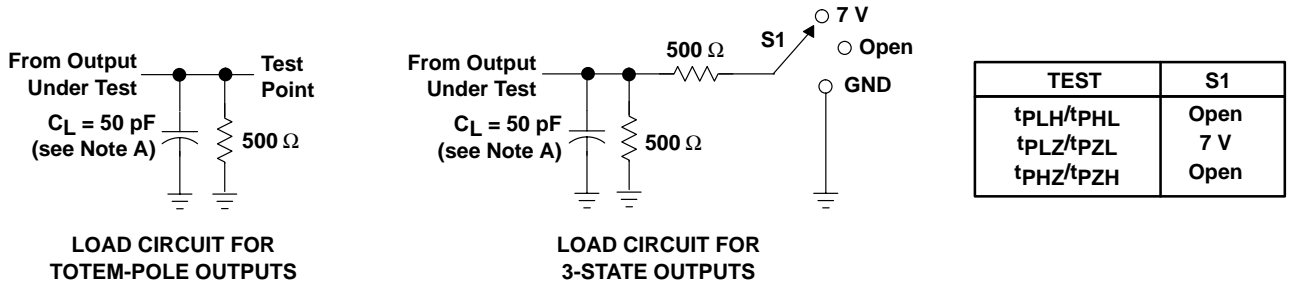 From Output
Under Test
Test
Point
CL = 50 pF
(see Note A)
500 Ω
LOAD CIRCUIT FOR
TOTEM-POLE OUTPUTS
From Output
Under Test
CL = 50 pF
(see Note A)
500 Ω
500 Ω
S1
7 V
Open
GND
LOAD CIRCUIT FOR
3-STATE OUTPUTS
TEST S1
tPLH/tPHL Open
tPLZ/tPZL 7 V
tPHZ/tPZH Open